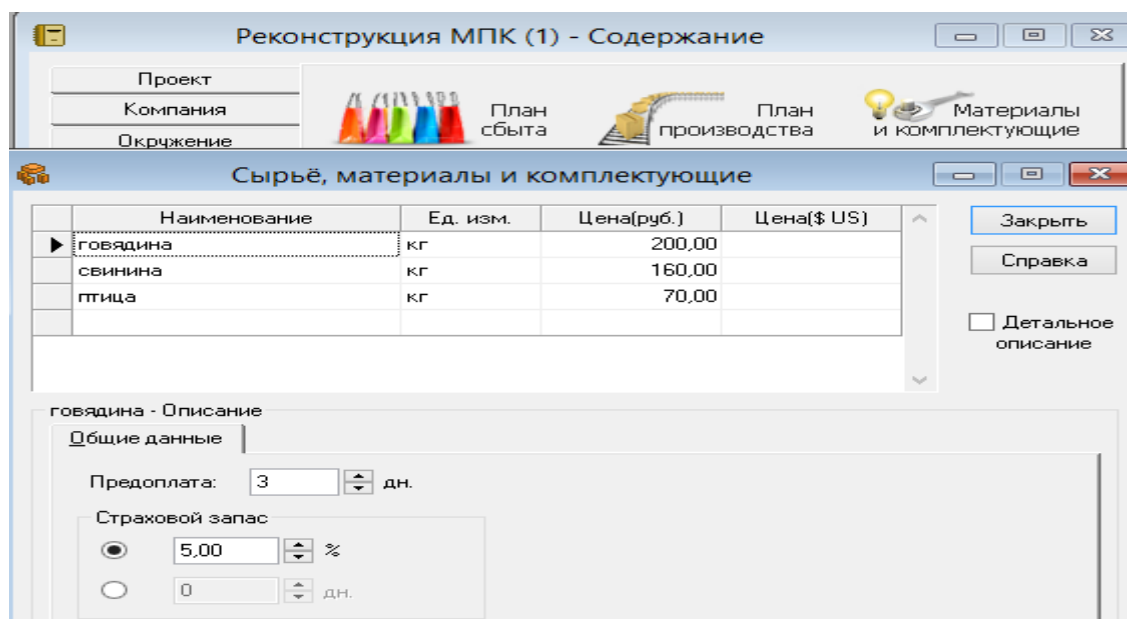 Реконструкция МПК (1) - Содержание
Проект
Компания
Окружение
План сбыта
План производства
Материалы и комплектующие
Сырьё, материалы и комплектующие
Наименование Ед. изм. Цена(руб.) Цена($ US)
говядина кг 200,00
свинина кг 160,00
птица кг 70,00
Закрыть
Справка
Детальное
описание
говядина - Описание
Общие данные
Предоплата: 3 дн.
Страховой запас
5,00 %
0 дн.